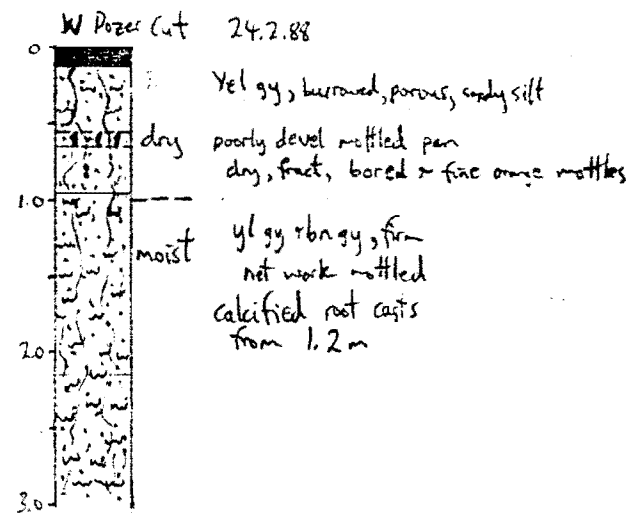 W Dozer Cut 24.2.88
0
Yel gy, burrowed, porous, sandy silt
dry
poorly devel mottled pan
dry, fract, bored & fine orange mottles
1.0
moist
yl gy & bn gy, firm
net work mottled
calcified root casts
from 1.2 m
2.0
3.0